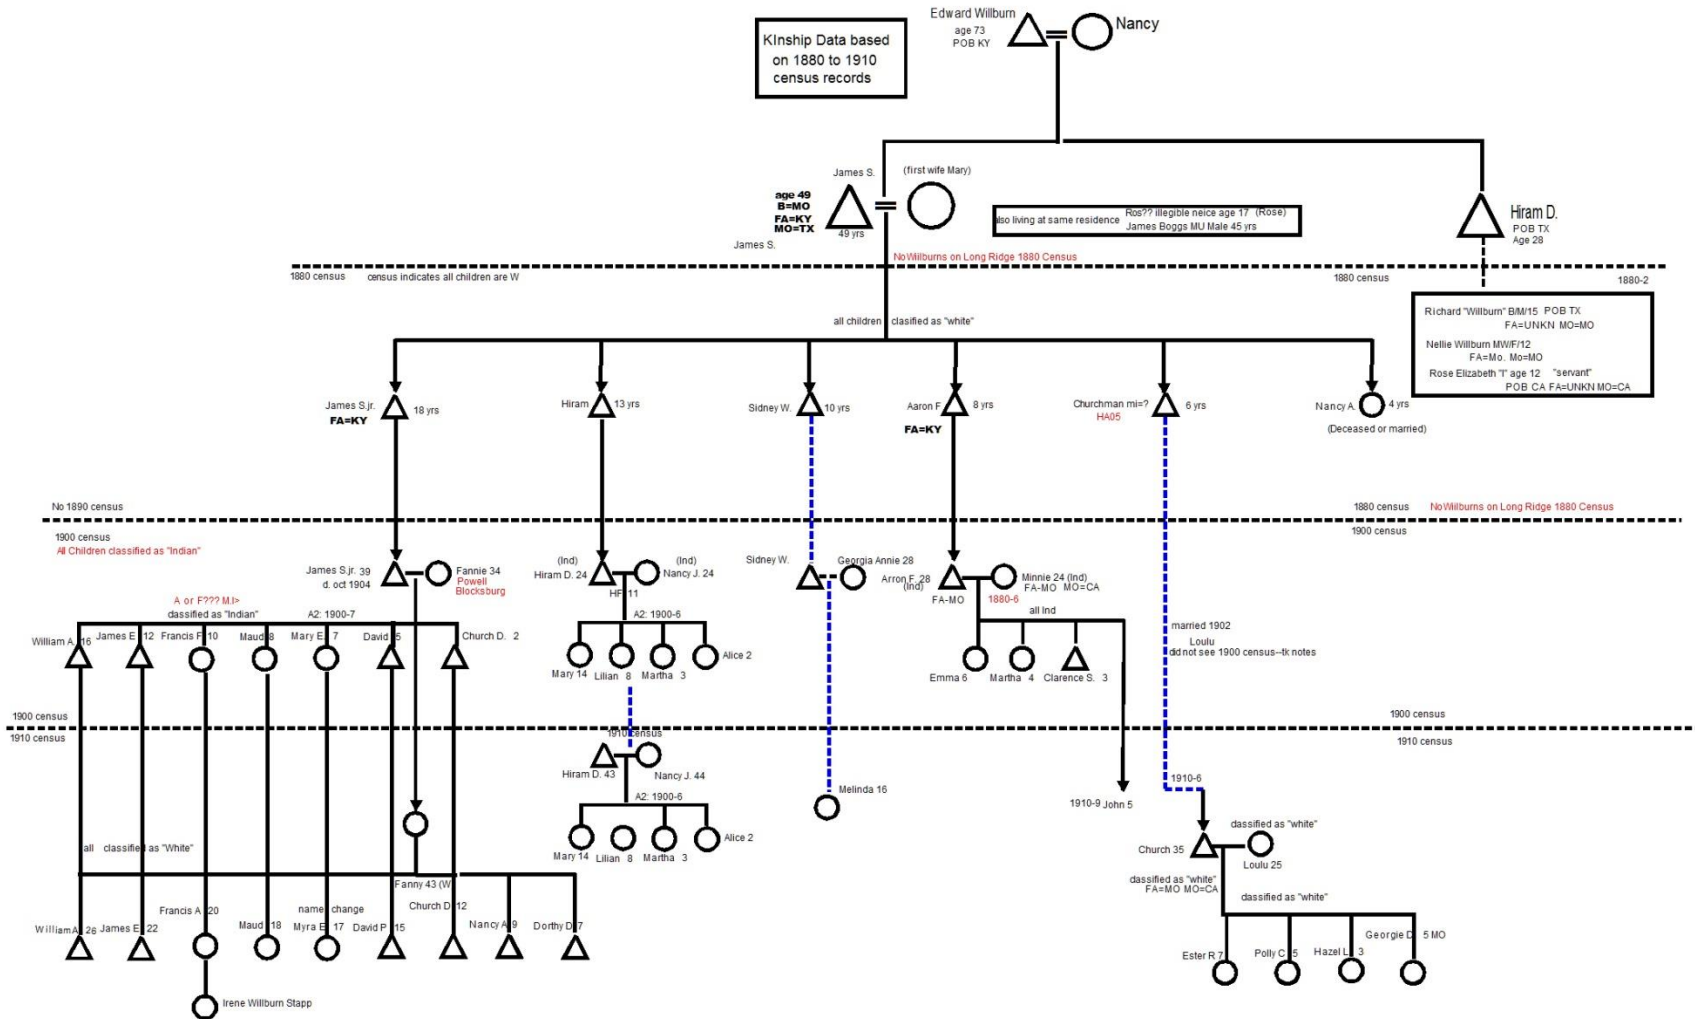 KInship Data based
on 1880 to 1910
census records
Edward Willburn
age 73
POB KY
Nancy
James S.
(first wife Mary)
age 49
B=MO
FA=KY
MO=TX
49 yrs
James S.
also living at same residence
Ros?? illegible neice age 17 (Rose)
James Boggs MU Male 45 yrs
Hiram D.
POB TX
Age 28
No Wilburns on Long Ridge 1880 Census
1880 census
census indicates all children are W
1880 census
1880-2
Richard "Willburn" B/M/15 POB TX
FA=UNKN MO=MO
Nellie Willburn MW/F/12
FA=Mo. Mo=MO
Rose Elizabeth "I" age 12 "servant"
POB CA FA=UNKN MO=CA
all children clasified as "white"
James S.jr.
18 yrs
FA=KY
Hiram
13 yrs
Sidney W.
10 yrs
Aaron F
8 yrs
FA=KY
Churchman mi=?
HA05
6 yrs
Nancy A.
4 yrs
(Deceased or married)
No 1890 census
1880 census
No Wilburns on Long Ridge 1880 Census
1900 census
All Children classified as "Indian"
1900 census
James S.jr. 39
d. oct 1904
Fannie 34
Powell
Blocksburg
(Ind)
Hiram D. 24
(Ind)
Nancy J. 24
HF 11
Sidney W.
Georgia Annie 28
Arron F. 28
(Ind)
FA-MO
Minnie 24 (Ind)
FA-MO MO=CA
1880-6
all Ind
A or F??? M.I>
classified as "Indian"
A2: 1900-7
A2: 1900-6
William A. 16
James E 12
Francis F 10
Maud 8
Mary E. 7
David 5
Church D. 2
Mary 14
Lilian 8
Martha 3
Alice 2
Emma 6
Martha 4
Clarence S. 3
married 1902
Loulu
did not see 1900 census--tk notes
1900 census
1900 census
1910 census
1910 census
1910 census
Hiram D. 43
Nancy J. 44
A2: 1900-6
Mary 14
Lilian 8
Martha 3
Alice 2
Melinda 16
1910-9 John 5
1910-6
Church 35
classified as "white"
Loulu 25
classified as "white"
FA=MO MO=CA
classified as "white"
Ester R 7
Polly C 5
Hazel L 3
Georgie D 5 MO
all classified as "White"
Fanny 43 (W
William A. 26
James E. 22
Francis A 20
Maud 18
name change
Myra E 17
David P 15
Church D. 12
Nancy A 9
Dorthy D 7
Irene Willburn Stapp